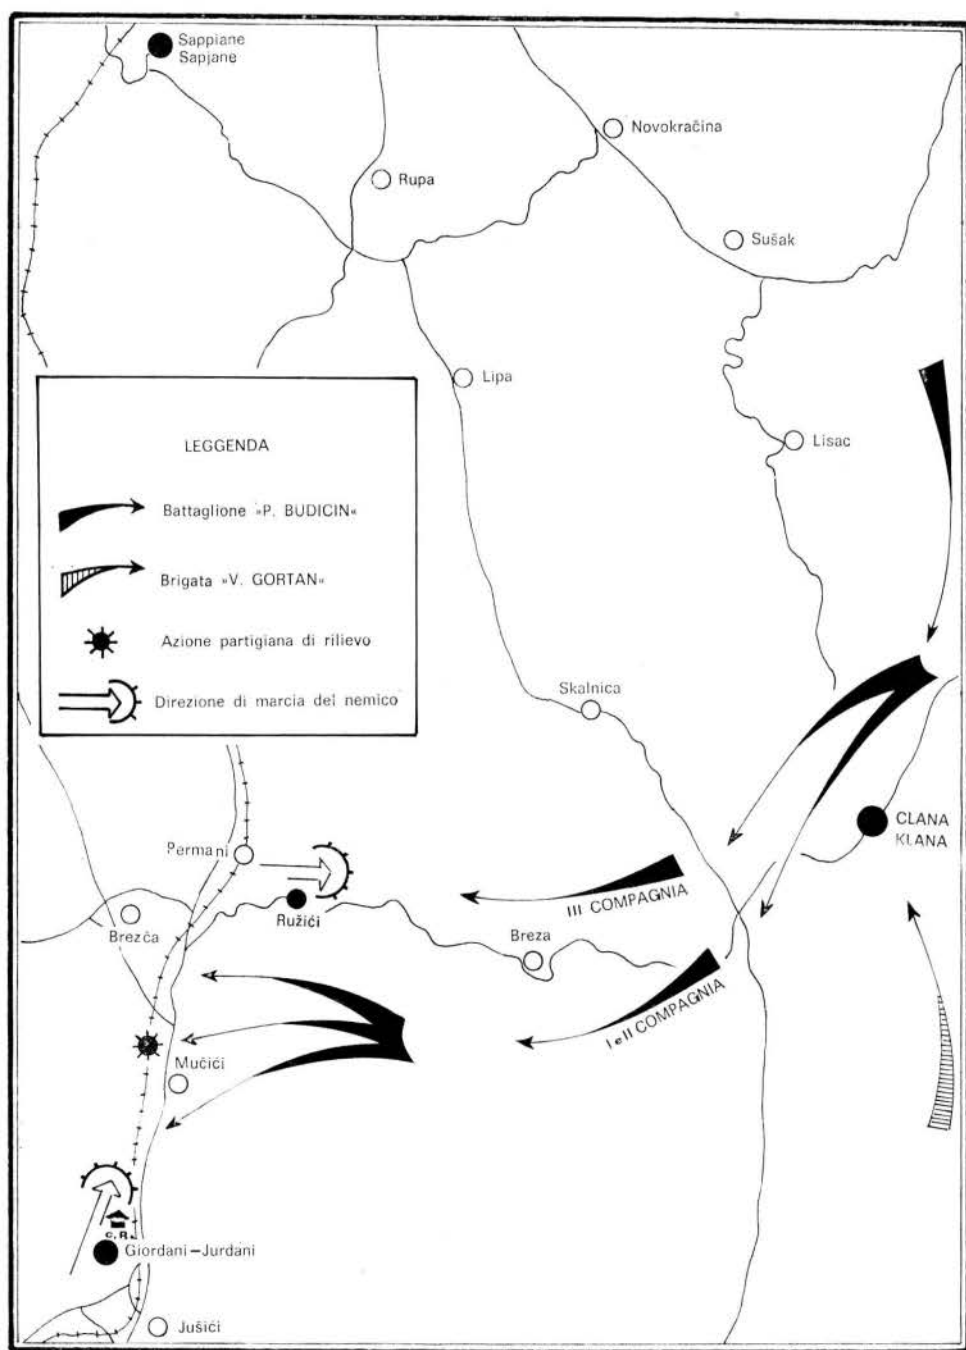 Sappiane
Sapjane
Novokračina
Rupa
Sušak
Lipa
Lisac
LEGGENDA
Battaglione »P. BUDICIN«
Brigata »V. GORTAN«
Azione partigiana di rilievo
Direzione di marcia del nemico
Skalnica
CLANA
KLANA
Permani
III COMPAGNIA
Ružići
Brezča
Breza
I e II COMPAGNIA
Mučići
C. R.
Giordani–Jurdani
Jušići